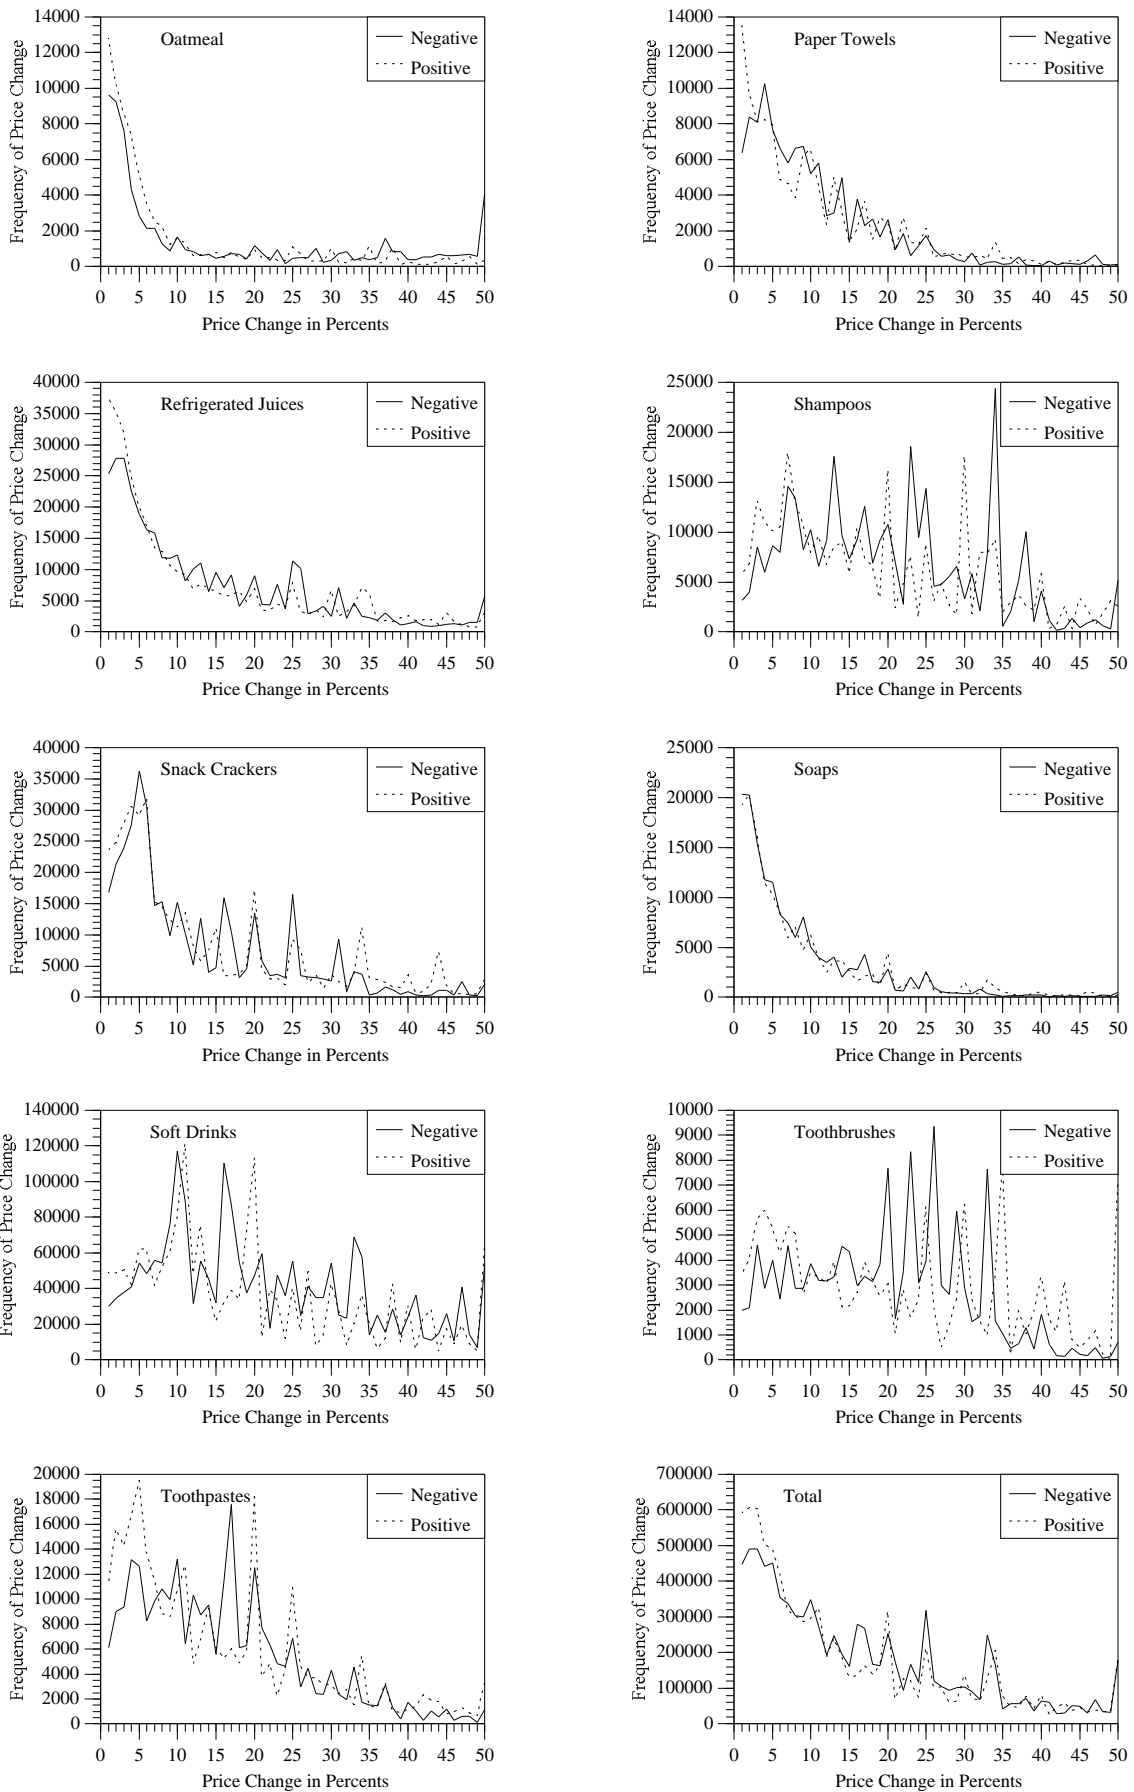 Oatmeal
Negative
Positive
Frequency of Price Change
14000
12000
10000
8000
6000
4000
2000
0
0 5 10 15 20 25 30 35 40 45 50
Price Change in Percents
Paper Towels
Negative
Positive
Frequency of Price Change
14000
12000
10000
8000
6000
4000
2000
0
0 5 10 15 20 25 30 35 40 45 50
Price Change in Percents
Refrigerated Juices
Negative
Positive
Frequency of Price Change
40000
35000
30000
25000
20000
15000
10000
5000
0
0 5 10 15 20 25 30 35 40 45 50
Price Change in Percents
Shampoos
Negative
Positive
Frequency of Price Change
25000
20000
15000
10000
5000
0
0 5 10 15 20 25 30 35 40 45 50
Price Change in Percents
Snack Crackers
Negative
Positive
Frequency of Price Change
40000
35000
30000
25000
20000
15000
10000
5000
0
0 5 10 15 20 25 30 35 40 45 50
Price Change in Percents
Soaps
Negative
Positive
Frequency of Price Change
25000
20000
15000
10000
5000
0
0 5 10 15 20 25 30 35 40 45 50
Price Change in Percents
Soft Drinks
Negative
Positive
Frequency of Price Change
140000
120000
100000
80000
60000
40000
20000
0
0 5 10 15 20 25 30 35 40 45 50
Price Change in Percents
Toothbrushes
Negative
Positive
Frequency of Price Change
10000
9000
8000
7000
6000
5000
4000
3000
2000
1000
0
0 5 10 15 20 25 30 35 40 45 50
Price Change in Percents
Toothpastes
Negative
Positive
Frequency of Price Change
20000
18000
16000
14000
12000
10000
8000
6000
4000
2000
0
0 5 10 15 20 25 30 35 40 45 50
Price Change in Percents
Total
Negative
Positive
Frequency of Price Change
700000
600000
500000
400000
300000
200000
100000
0
0 5 10 15 20 25 30 35 40 45 50
Price Change in Percents